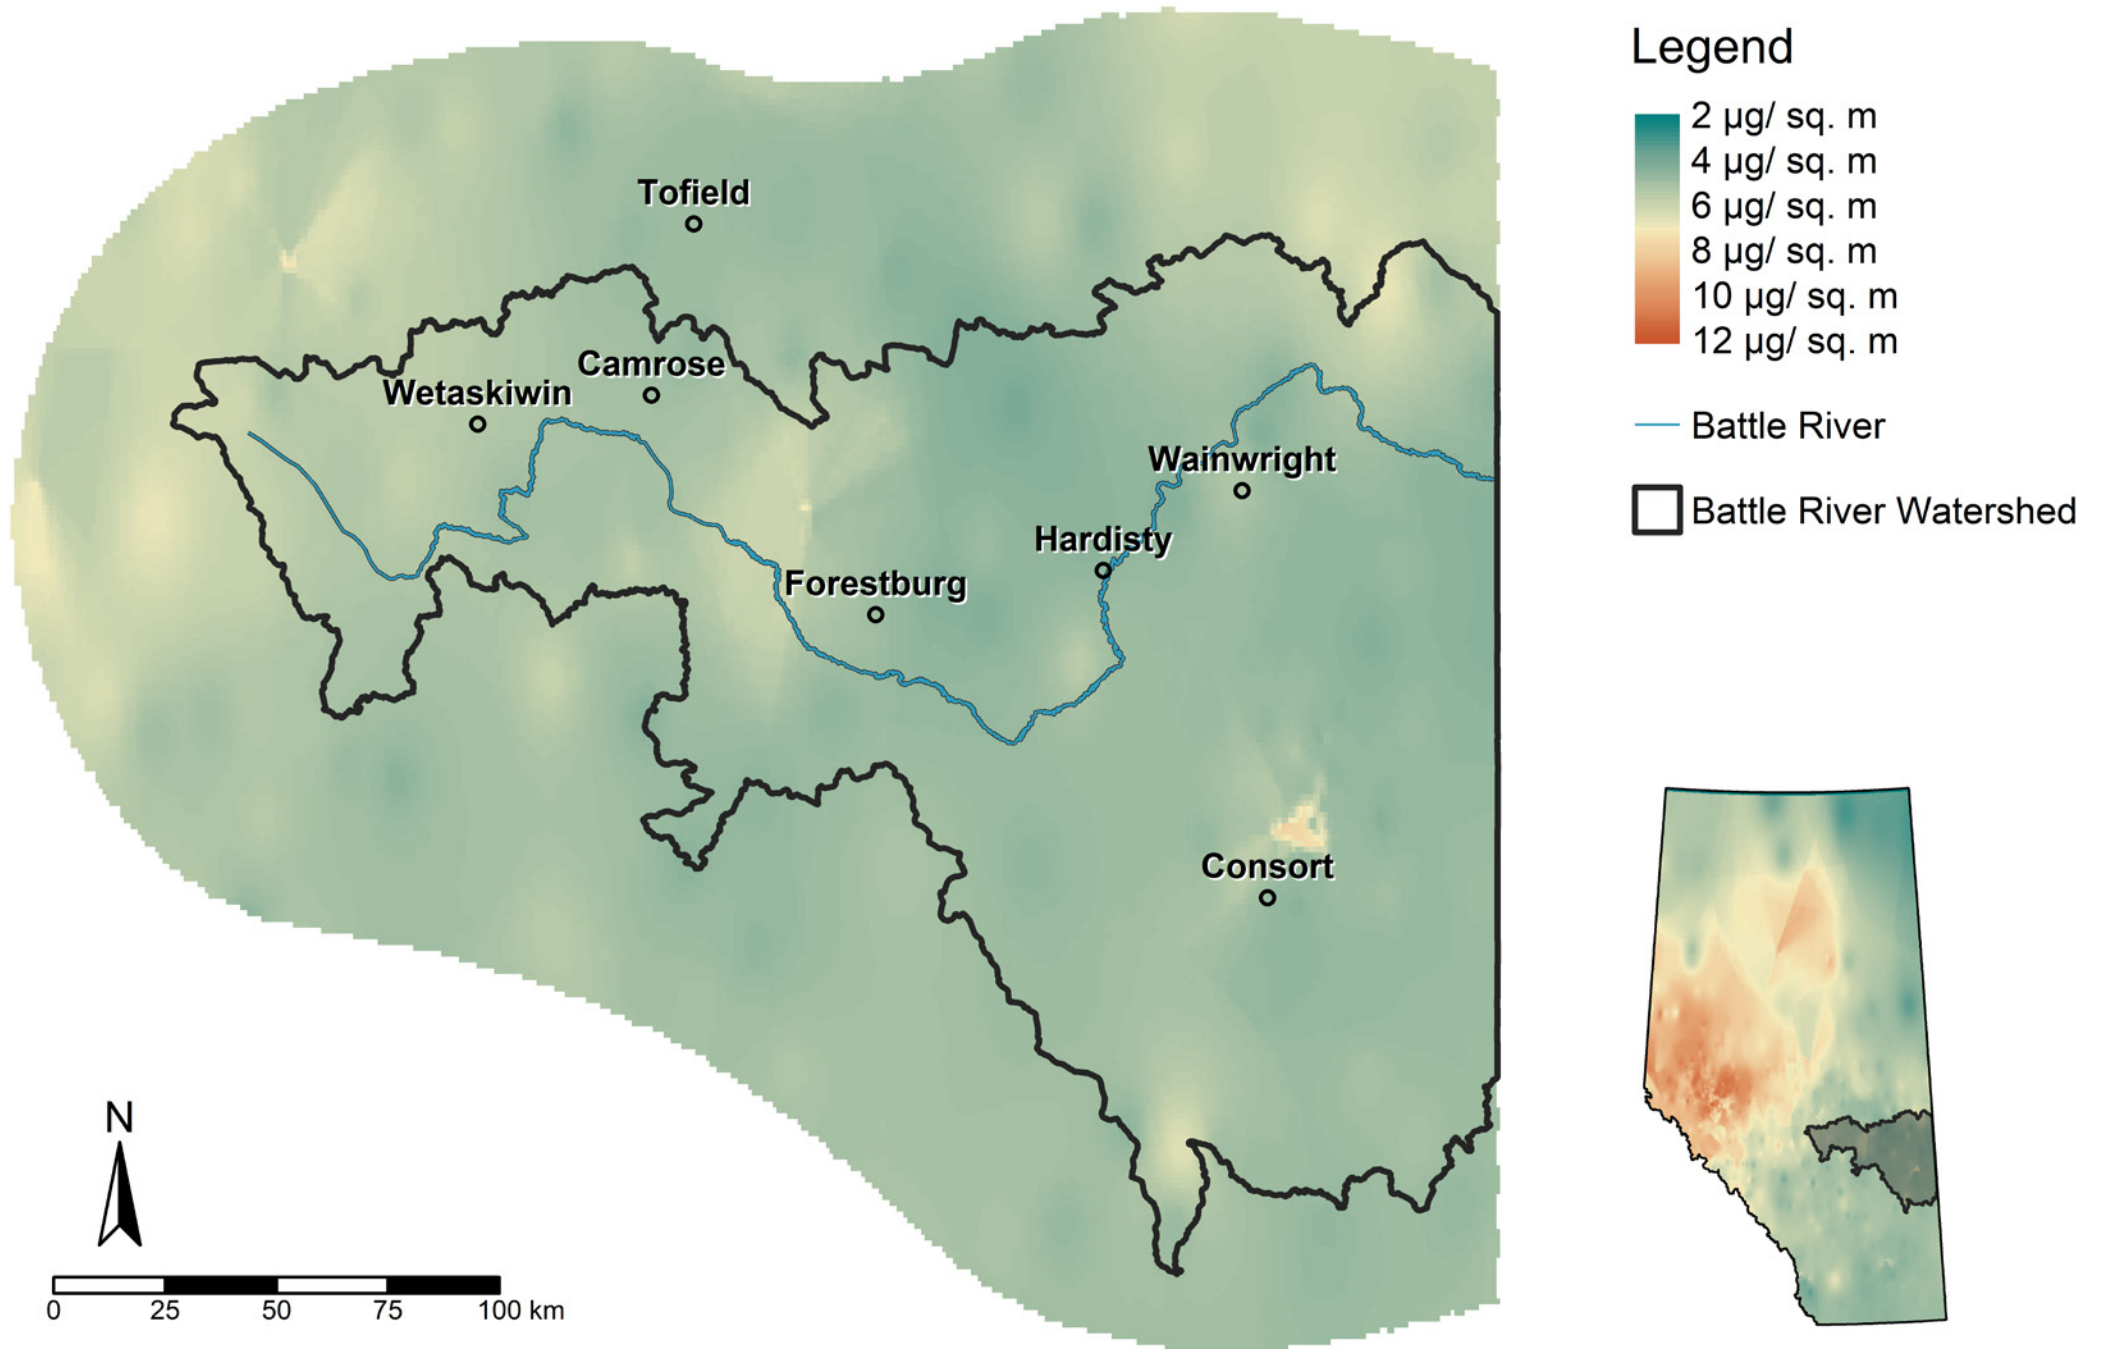 Legend
2 µg/ sq. m
4 µg/ sq. m
6 µg/ sq. m
8 µg/ sq. m
10 µg/ sq. m
12 µg/ sq. m
Battle River
Battle River Watershed
Tofield
Camrose
Wetaskiwin
Wainwright
Hardisty
Forestburg
Consort
N
0 25 50 75 100 km